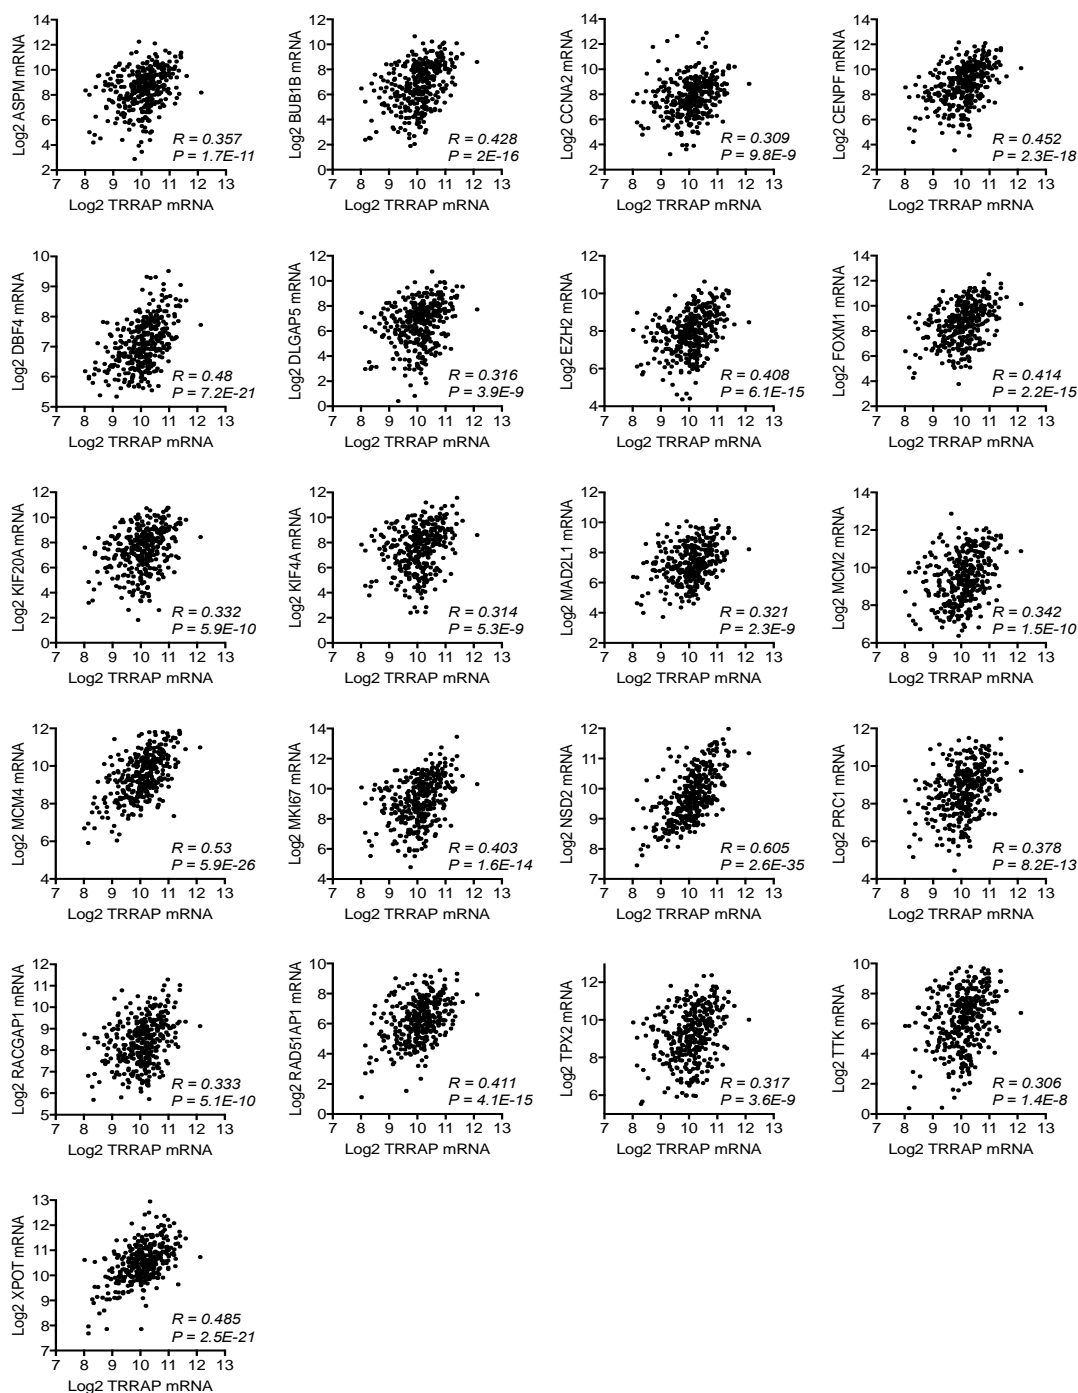 14
12
10
8
6
4
2
Log2 ASPM mRNA
R = 0.357
P = 1.7E-11
7 8 9 10 11 12 13
Log2 TRRAP mRNA
12
10
8
6
4
2
0
Log2 BUB1B mRNA
R = 0.428
P = 2E-16
7 8 9 10 11 12 13
Log2 TRRAP mRNA
14
12
10
8
6
4
2
Log2 CCNA2 mRNA
R = 0.309
P = 9.8E-9
7 8 9 10 11 12 13
Log2 TRRAP mRNA
14
12
10
8
6
4
2
Log2 CENPF mRNA
R = 0.452
P = 2.3E-18
7 8 9 10 11 12 13
Log2 TRRAP mRNA
10
9
8
7
6
5
Log2 DBF4 mRNA
R = 0.48
P = 7.2E-21
7 8 9 10 11 12 13
Log2 TRRAP mRNA
12
10
8
6
4
2
0
Log2 DLGAP5 mRNA
R = 0.316
P = 3.9E-9
7 8 9 10 11 12 13
Log2 TRRAP mRNA
12
10
8
6
4
Log2 EZH2 mRNA
R = 0.408
P = 6.1E-15
7 8 9 10 11 12 13
Log2 TRRAP mRNA
14
12
10
8
6
4
2
Log2 FOXM1 mRNA
R = 0.414
P = 2.2E-15
7 8 9 10 11 12 13
Log2 TRRAP mRNA
12
10
8
6
4
2
0
Log2 KIF20A mRNA
R = 0.332
P = 5.9E-10
7 8 9 10 11 12 13
Log2 TRRAP mRNA
12
10
8
6
4
2
0
Log2 KIF4A mRNA
R = 0.314
P = 5.3E-9
7 8 9 10 11 12 13
Log2 TRRAP mRNA
12
10
8
6
4
2
Log2 MAD2L1 mRNA
R = 0.321
P = 2.3E-9
7 8 9 10 11 12 13
Log2 TRRAP mRNA
14
12
10
8
6
Log2 MCM2 mRNA
R = 0.342
P = 1.5E-10
7 8 9 10 11 12 13
Log2 TRRAP mRNA
12
10
8
6
4
Log2 MCM4 mRNA
R = 0.53
P = 5.9E-26
7 8 9 10 11 12 13
Log2 TRRAP mRNA
14
12
10
8
6
4
Log2 MKI67 mRNA
R = 0.403
P = 1.6E-14
7 8 9 10 11 12 13
Log2 TRRAP mRNA
12
11
10
9
8
7
Log2 NSD2 mRNA
R = 0.605
P = 2.6E-35
7 8 9 10 11 12 13
Log2 TRRAP mRNA
12
10
8
6
4
Log2 PRC1 mRNA
R = 0.378
P = 8.2E-13
7 8 9 10 11 12 13
Log2 TRRAP mRNA
12
11
10
9
8
7
6
5
Log2 RACGAP1 mRNA
R = 0.333
P = 5.1E-10
7 8 9 10 11 12 13
Log2 TRRAP mRNA
10
8
6
4
2
0
Log2 RAD51AP1 mRNA
R = 0.411
P = 4.1E-15
7 8 9 10 11 12 13
Log2 TRRAP mRNA
12
10
8
6
Log2 TPX2 mRNA
R = 0.317
P = 3.6E-9
7 8 9 10 11 12 13
Log2 TRRAP mRNA
10
8
6
4
2
0
Log2 TTK mRNA
R = 0.306
P = 1.4E-8
7 8 9 10 11 12 13
Log2 TRRAP mRNA
13
12
11
10
9
8
7
Log2 XPOT mRNA
R = 0.485
P = 2.5E-21
7 8 9 10 11 12 13
Log2 TRRAP mRNA